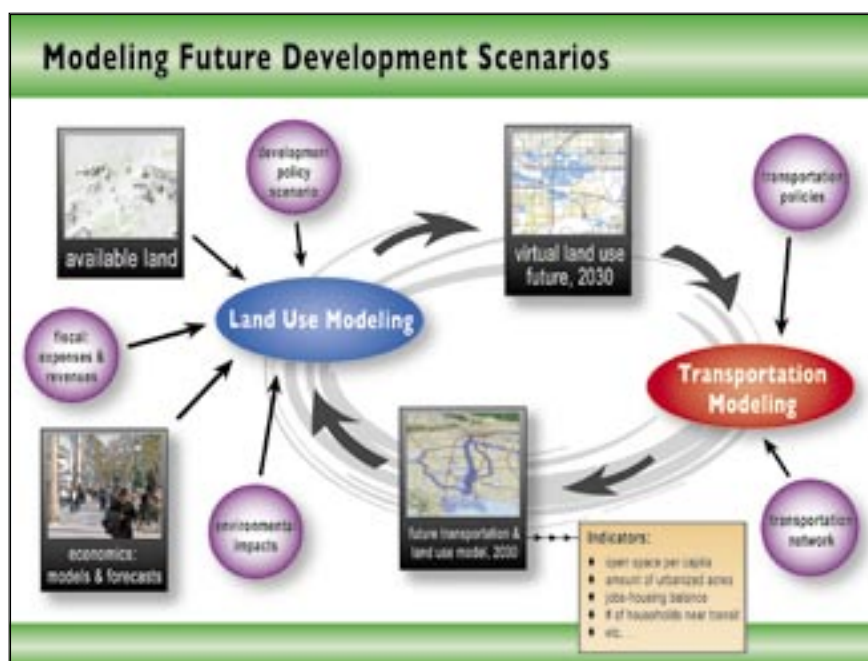 Modeling Future Development Scenarios
development
policy
scenario
available land
virtual land use
future, 2030
transportation
policies
Land Use Modeling
fiscal:
expenses &
revenues
Transportation
Modeling
economics:
models & forecasts
environmental
impacts
future transportation &
land use model, 2030
transportation
network
Indicators:
open space per capita
amount of urbanized acres
jobs-housing balance
# of households near transit
etc...